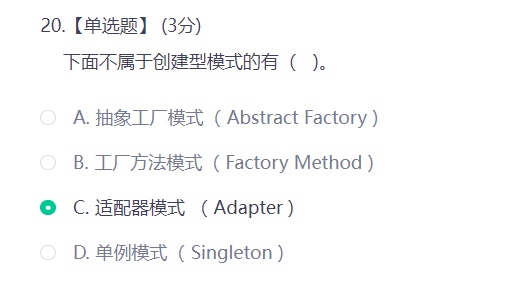 20.【单选题】 (3分)
下面不属于创建型模式的有（ )。
A. 抽象工厂模式（ Abstract Factory ）
B. 工厂方法模式（ Factory Method ）
C. 适配器模式 （ Adapter ）
D. 单例模式（ Singleton ）